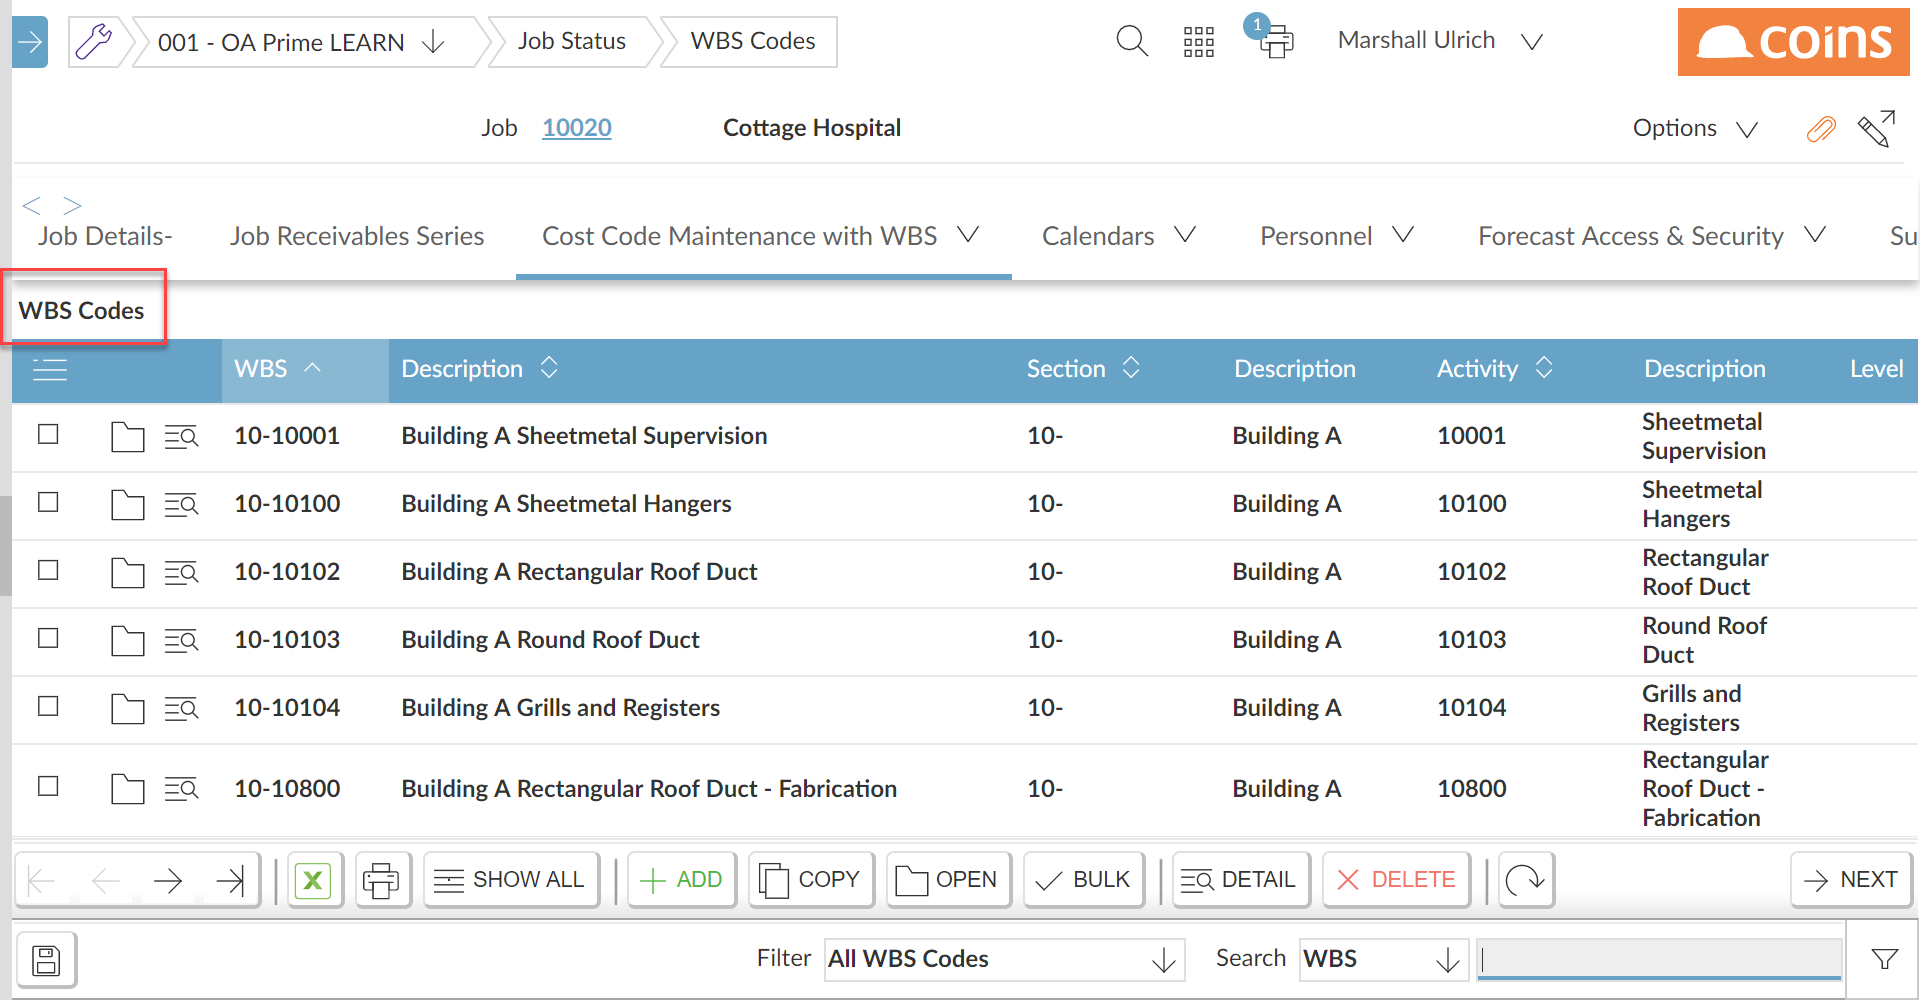 001 - OA Prime LEARN
Job Status
WBS Codes
1
Marshall Ulrich
coins
Job 10020 Cottage Hospital
Options
< >
Job Details-
Job Receivables Series
Cost Code Maintenance with WBS
Calendars
Personnel
Forecast Access & Security
Su
WBS Codes
WBS Description Section Description Activity Description Level
10-10001 Building A Sheetmetal Supervision 10- Building A 10001 Sheetmetal
Supervision
10-10100 Building A Sheetmetal Hangers 10- Building A 10100 Sheetmetal
Hangers
10-10102 Building A Rectangular Roof Duct 10- Building A 10102 Rectangular
Roof Duct
10-10103 Building A Round Roof Duct 10- Building A 10103 Round Roof
Duct
10-10104 Building A Grills and Registers 10- Building A 10104 Grills and
Registers
10-10800 Building A Rectangular Roof Duct - Fabrication 10- Building A 10800 Rectangular
Roof Duct -
Fabrication
X
SHOW ALL
ADD
COPY
OPEN
BULK
DETAIL
DELETE
NEXT
Filter All WBS Codes
Search WBS